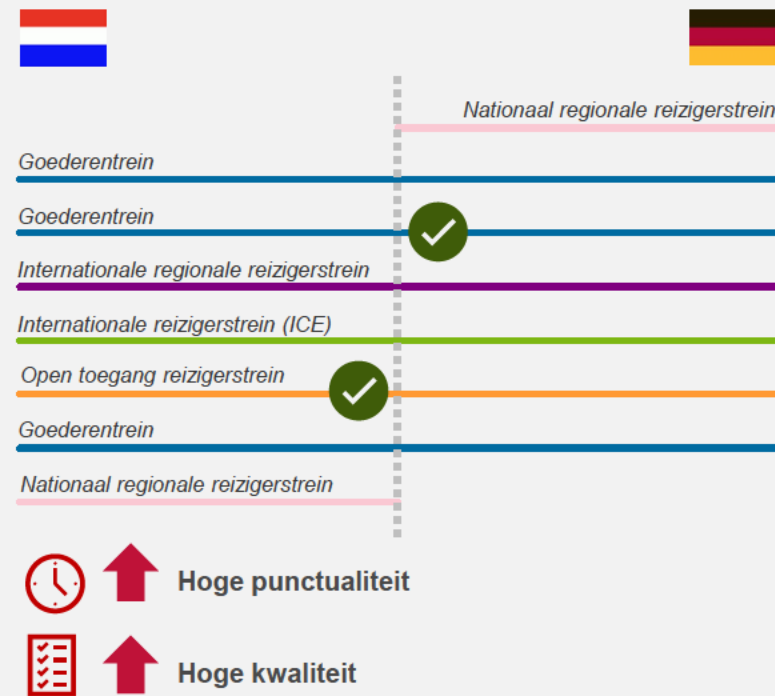 Nationaal regionale reizigerstrein
Goederentrein
Goederentrein
Internationale regionale reizigerstrein
Internationale reizigerstrein (ICE)
Open toegang reizigerstrein
Goederentrein
Nationaal regionale reizigerstrein
Hoge punctualiteit
Hoge kwaliteit